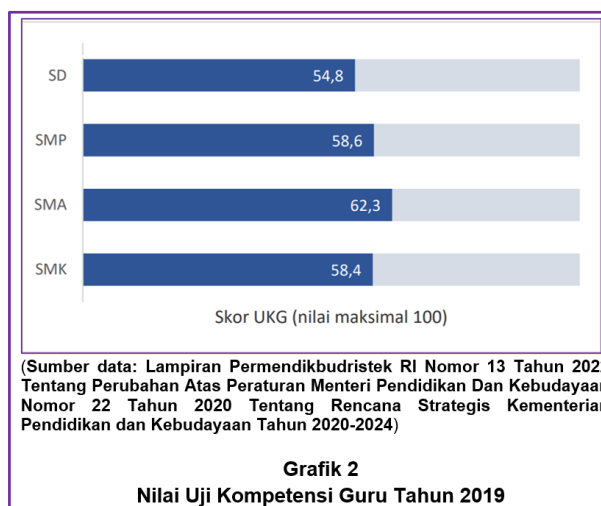 SD 54,8
SMP 58,6
SMA 62,3
SMK 58,4
Skor UKG (nilai maksimal 100)
(Sumber data: Lampiran Permendikbudristek RI Nomor 13 Tahun
Tentang Perubahan Atas Peraturan Menteri Pendidikan Dan Kebudayaan
Nomor 22 Tahun 2020 Tentang Rencana Strategis Kementerian
Pendidikan dan Kebudayaan Tahun 2020-2024)
Grafik 2
Nilai Uji Kompetensi Guru Tahun 2019